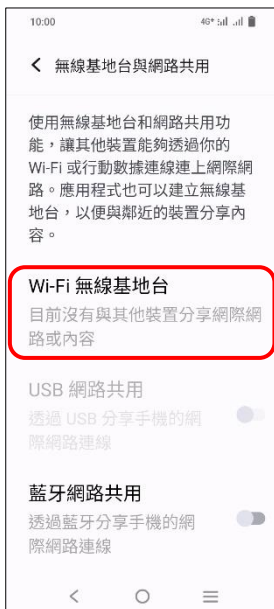 10:00
4G+
無線基地台與網路共用
使用無線基地台和網路共用功
能，讓其他裝置能夠透過你的
Wi-Fi 或行動數據連線連上網際網
路。應用程式也可以建立無線基
地台，以便與鄰近的裝置分享內
容。
Wi-Fi 無線基地台
目前沒有與其他裝置分享網際網
路或內容
USB 網路共用
透過 USB 分享手機的網
際網路連線
藍牙網路共用
透過藍牙分享手機的網
際網路連線